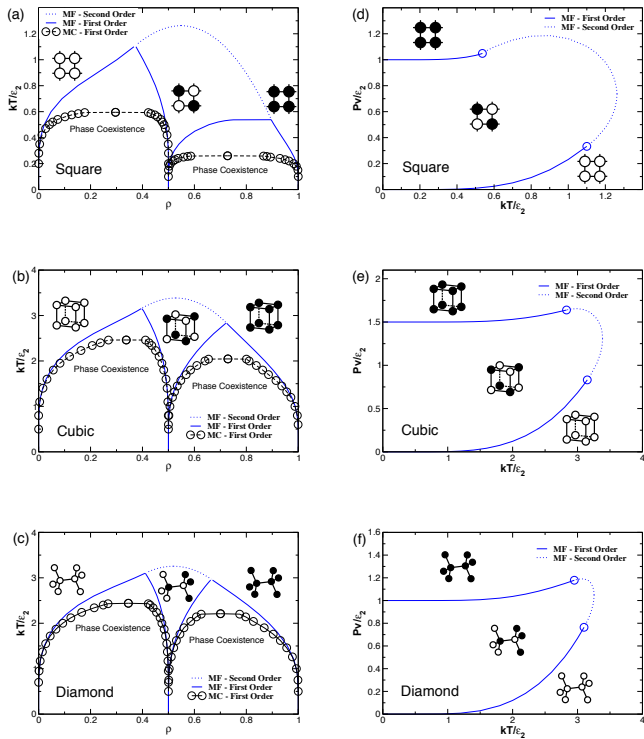 (a)
MF - Second Order
MF - First Order
MC - First Order
kT/ε2
1.2
1
0.8
0.6
0.4
0.2
0
Phase Coexistence
Phase Coexistence
Square
0 0.2 0.4 0.6 0.8 1
ρ
(d)
MF - First Order
MF - Second Order
Pv/ε2
1.4
1.2
1
0.8
0.6
0.4
0.2
0
Square
0 0.2 0.4 0.6 0.8 1 1.2 1.4
kT/ε2
(b)
kT/ε2
4
3
2
1
0
Phase Coexistence
Phase Coexistence
MF - Second Order
MF - First Order
MC - First Order
Cubic
0 0.2 0.4 0.6 0.8 1
ρ
(e)
MF - First Order
MF - Second Order
Pv/ε2
2
1.5
1
0.5
0
Cubic
0 1 2 3 4
kT/ε2
(c)
kT/ε2
4
3
2
1
0
Phase Coexistence
Phase Coexistence
MF - Second Order
MF - First Order
MC - First Order
Diamond
0 0.2 0.4 0.6 0.8 1
ρ
(f)
MF - First Order
MF - Second Order
Pv/ε2
1.6
1.4
1.2
1
0.8
0.6
0.4
0.2
0
Diamond
0 1 2 3 4
kT/ε2